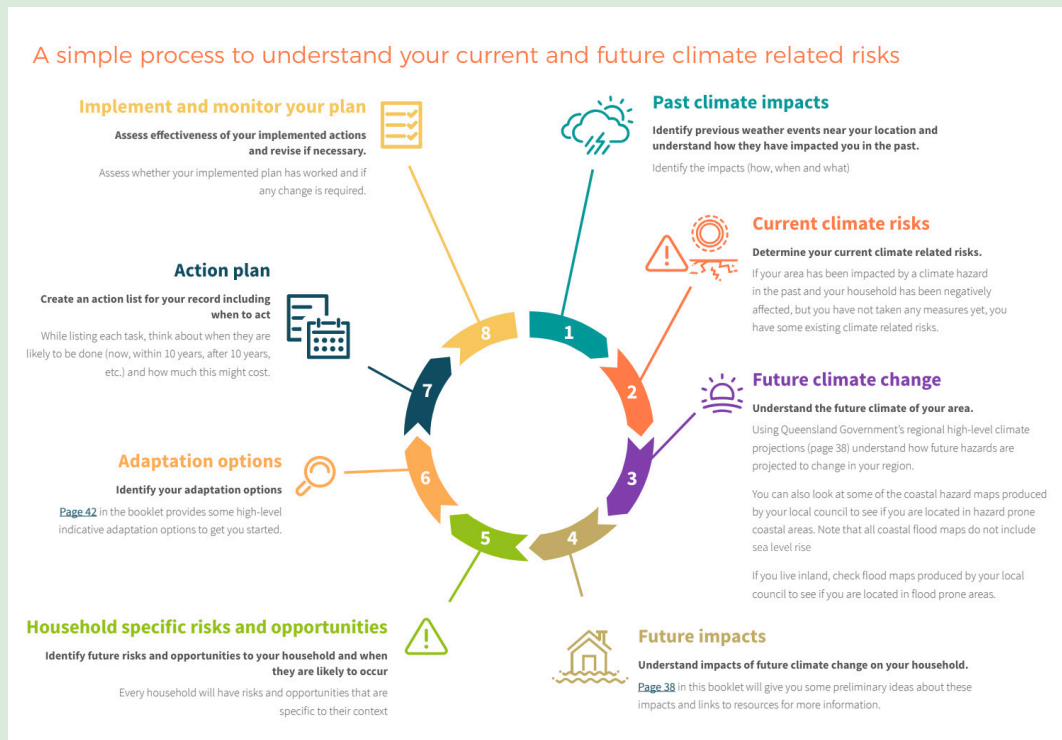 A simple process to understand your current and future climate related risks
Past climate impacts
Identify previous weather events near your location and
understand how they have impacted you in the past.
Identify the impacts (how, when and what)
Current climate risks
Determine your current climate related risks.
If your area has been impacted by a climate hazard
in the past and your household has been negatively
affected, but you have not taken any measures yet, you
have some existing climate related risks.
Future climate change
Understand the future climate of your area.
Using Queensland Government's regional high-level climate
projections (page 38) understand how future hazards are
projected to change in your region.
You can also look at some of the coastal hazard maps produced
by your local council to see if you are located in hazard prone
coastal areas. Note that all coastal flood maps do not include
sea level rise
If you live inland, check flood maps produced by your local
council to see if you are located in flood prone areas.
Future impacts
Understand impacts of future climate change on your household.
Page 38 in this booklet will give you some preliminary ideas about these
impacts and links to resources for more information.
Household specific risks and opportunities
Identify future risks and opportunities to your household and when
they are likely to occur
Every household will have risks and opportunities that are
specific to their context
Adaptation options
Identify your adaptation options
Page 42 in the booklet provides some high-level
indicative adaptation options to get you started.
Action plan
Create an action list for your record including
when to act
While listing each task, think about when they are
likely to be done (now, within 10 years, after 10 years,
etc.) and how much this might cost.
Implement and monitor your plan
Assess effectiveness of your implemented actions
and revise if necessary.
Assess whether your implemented plan has worked and if
any change is required.
1
2
3
4
5
6
7
8